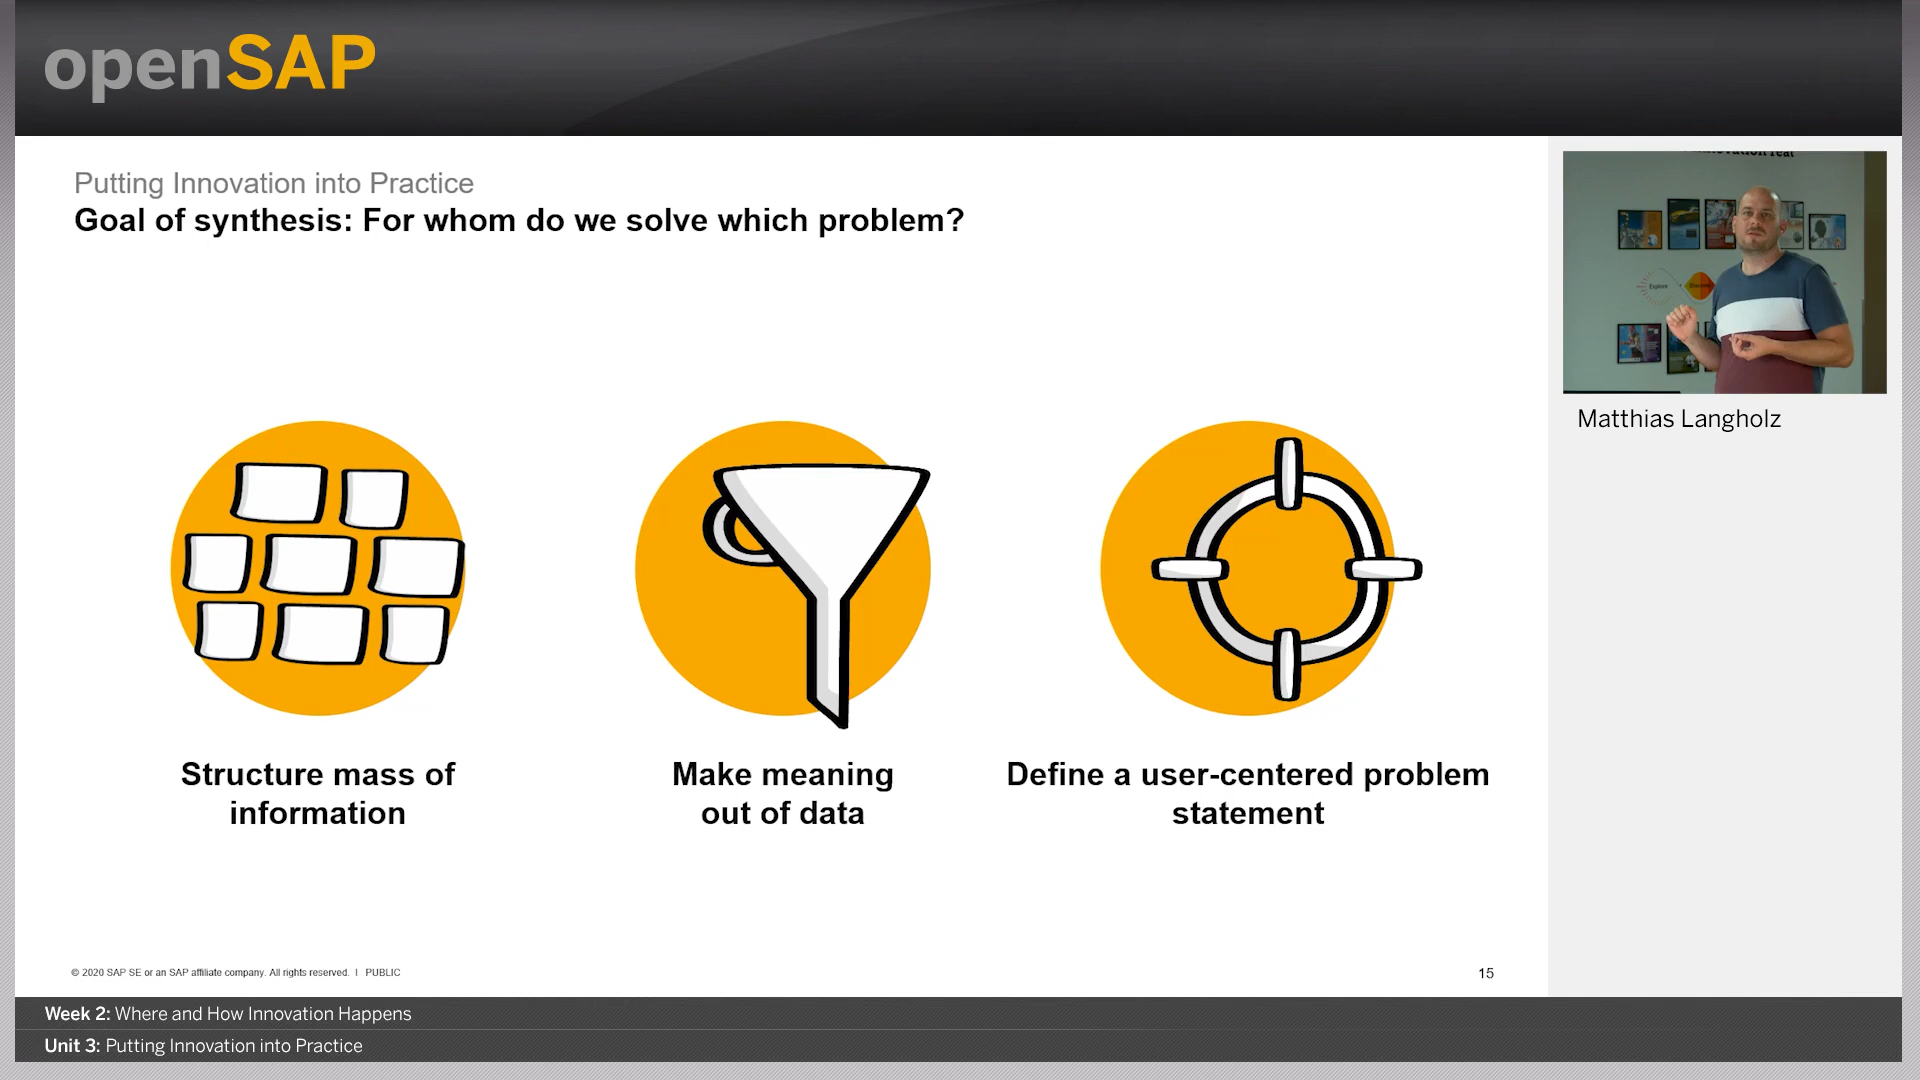 openSAP
Putting Innovation into Practice
Goal of synthesis: For whom do we solve which problem?
Explore
Matthias Langholz
Structure mass of
information
Make meaning
out of data
Define a user-centered problem
statement
© 2020 SAP SE or an SAP affiliate company. All rights reserved. I PUBLIC
15
Week 2: Where and How Innovation Happens
Unit 3: Putting Innovation into Practice